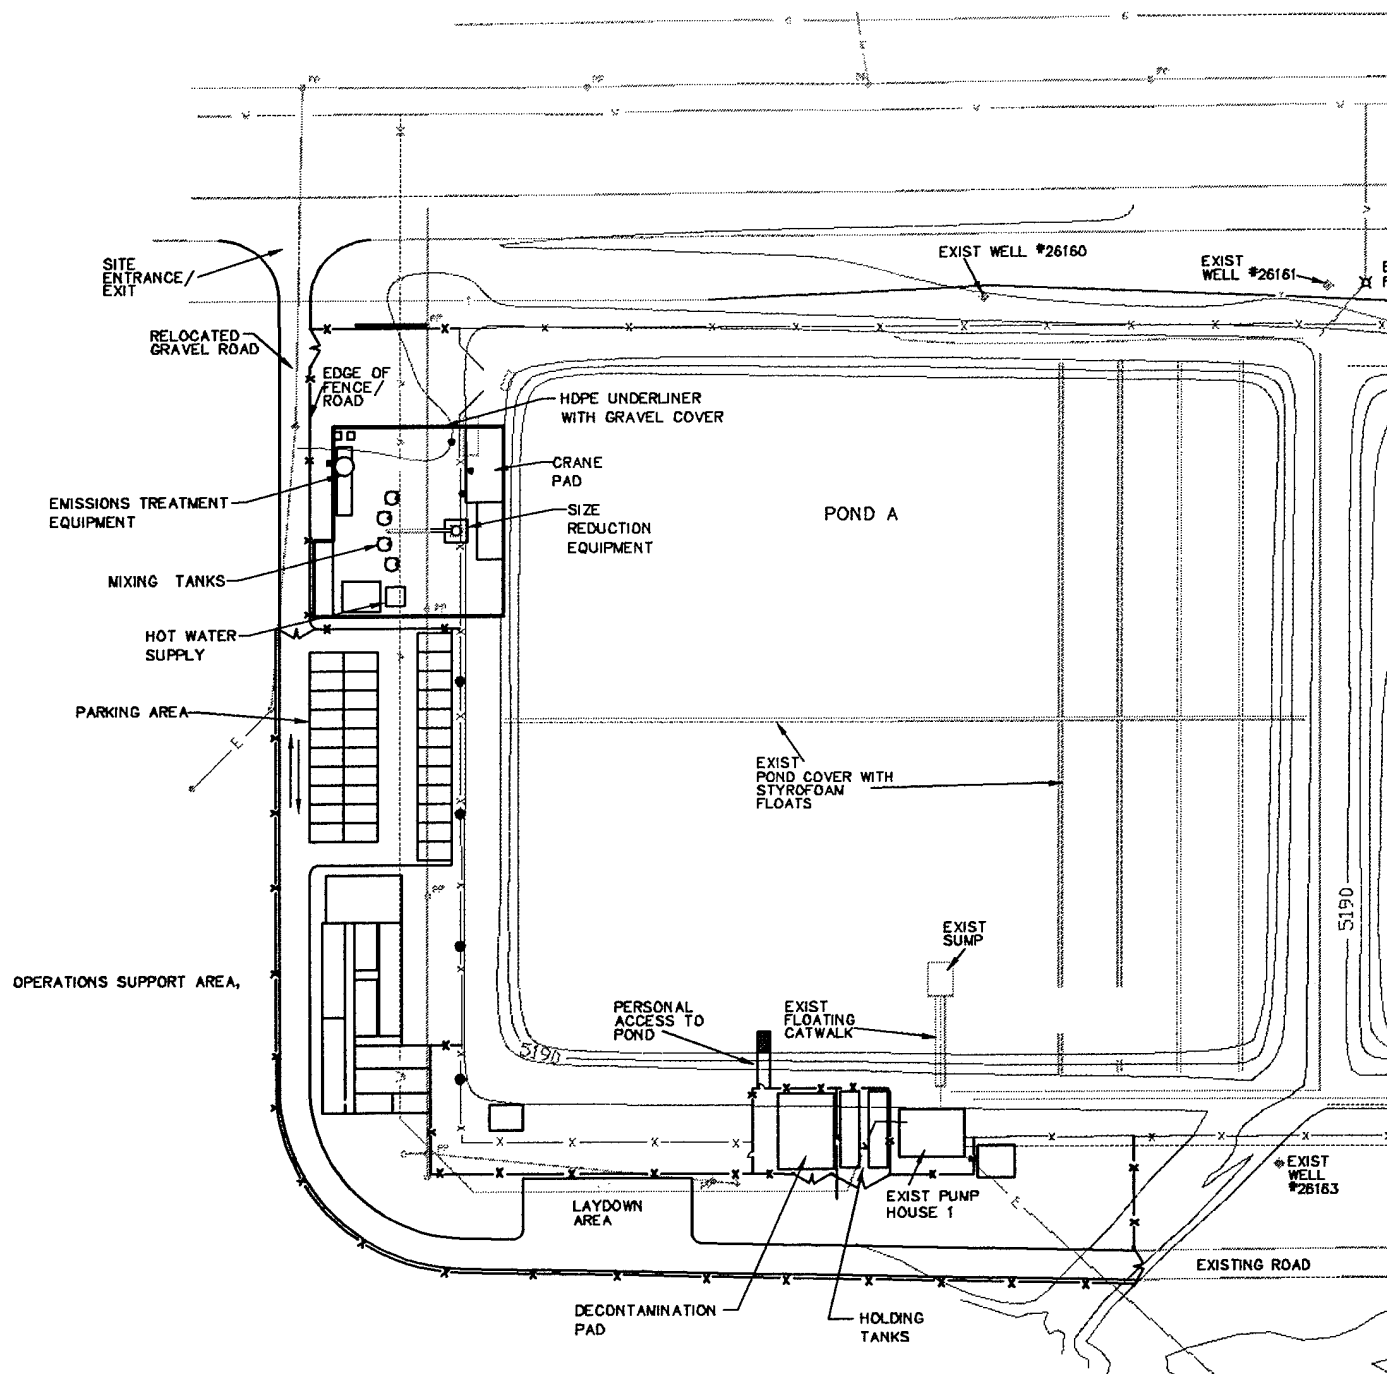 G
G
W
W
W
W
EXIST WELL #26160
EXIST
WELL #26161
SITE
ENTRANCE/
EXIT
RELOCATED
GRAVEL ROAD
EDGE OF
FENCE/
ROAD
HDPE UNDERLINER
WITH GRAVEL COVER
CRANE
PAD
EMISSIONS TREATMENT
EQUIPMENT
SIZE
REDUCTION
EQUIPMENT
POND A
MIXING TANKS
HOT WATER
SUPPLY
PARKING AREA
E
EXIST
POND COVER WITH
STYROFOAM
FLOATS
5190
EXIST
SUMP
OPERATIONS SUPPORT AREA,
PERSONAL
ACCESS TO
POND
EXIST
FLOATING
CATWALK
5190
EXIST
WELL
#26163
EXIST PUMP
HOUSE 1
E
LAYDOWN
AREA
EXISTING ROAD
DECONTAMINATION
PAD
HOLDING
TANKS